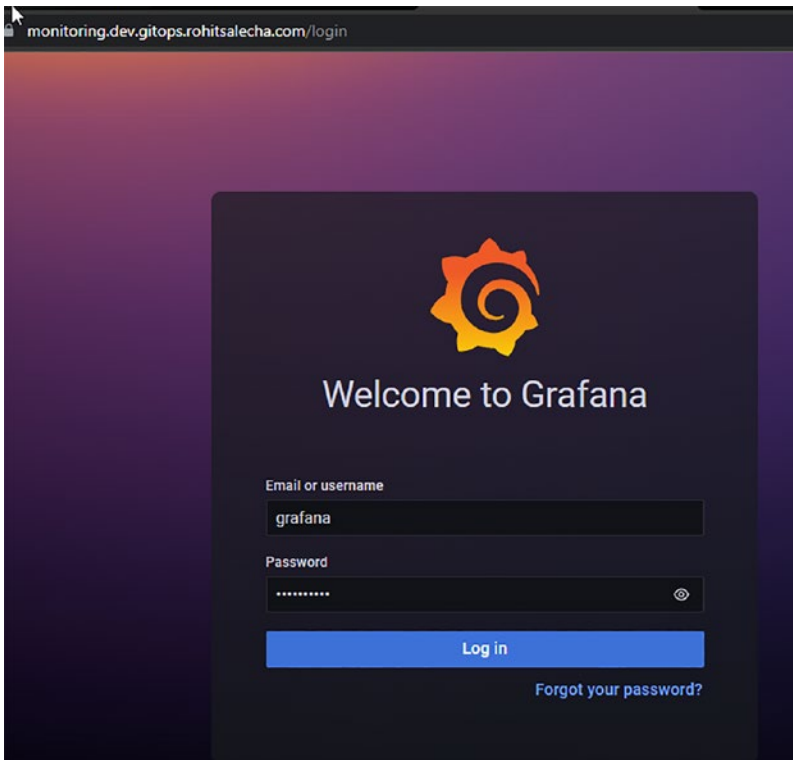 monitoring.dev.gitops.rohitsalecha.com/login
Welcome to Grafana
Email or username
grafana
Password
••••••••••
Log in
Forgot your password?